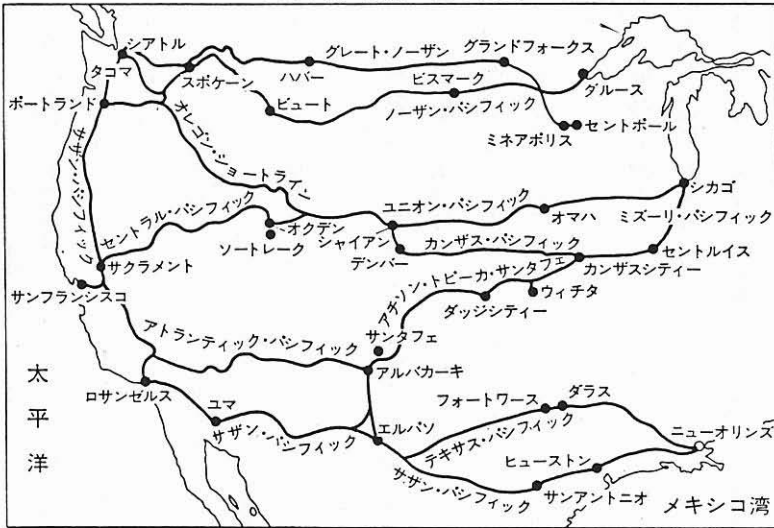 シアトル
タコマ
スポケーン
ハバー
グレート・ノーザン
グランドフォークス
ポートランド
ビュート
ビスマーク
ノーザン・パシフィック
ダルース
ミネアポリス
セントポール
オレゴン・ショートライン
サザン・パシフィック
セントラル・パシフィック
オクデン
ソートレーク
シャイアン
デンバー
ユニオン・パシフィック
オマハ
シカゴ
ミズーリ・パシフィック
カンザス・パシフィック
セントルイス
カンザスシティー
サクラメント
サンフランシスコ
アチソン・トピーカ・サンタフェ
ウィチタ
ダッジシティー
アトランティック・パシフィック
サンタフェ
アルバカーキ
太平洋
ロサンゼルス
ユマ
サザン・パシフィック
エルパソ
フォートワース
ダラス
テキサス・パシフィック
ニューオリンズ
ヒューストン
サザン・パシフィック
サンアントニオ
メキシコ湾